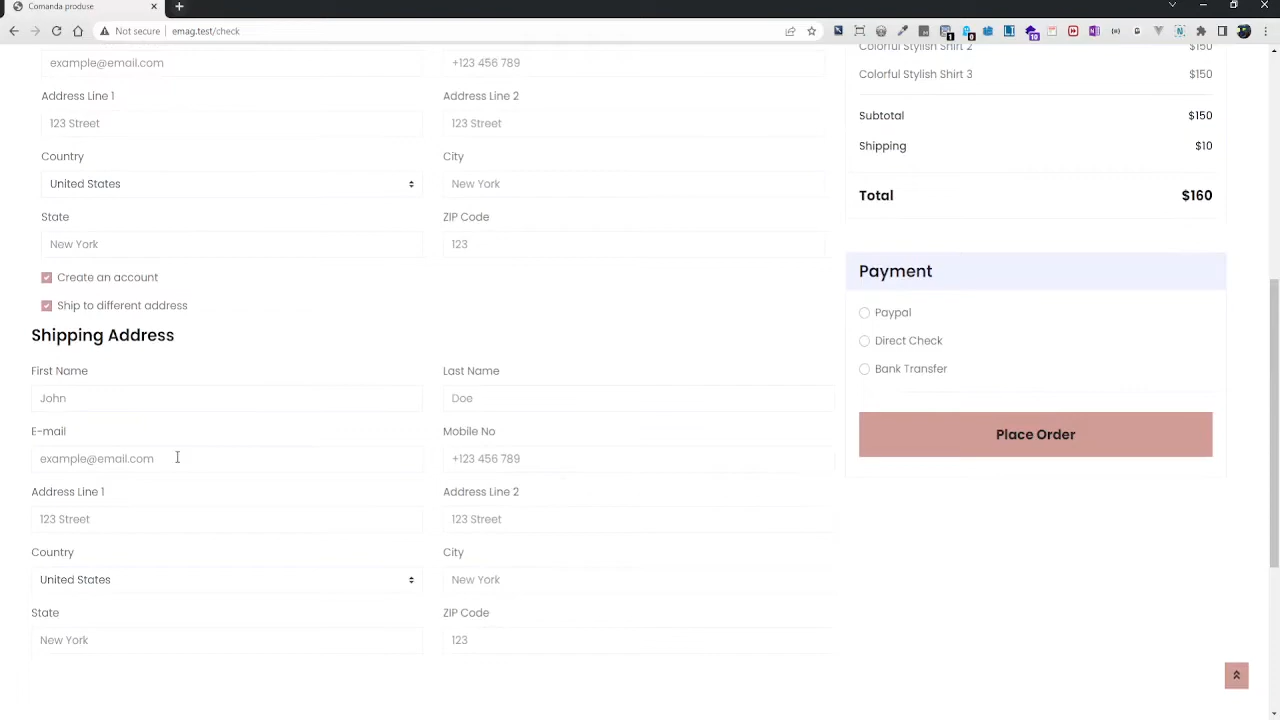 Comanda produse
Not secure emag.test/check
example@email.com +123 456 789
Address Line 1 Address Line 2
123 Street 123 Street
Country City
United States New York
State ZIP Code
New York 123
Create an account
Ship to different address
Shipping Address
First Name Last Name
John Doe
E-mail Mobile No
example@email.com +123 456 789
Address Line 1 Address Line 2
123 Street 123 Street
Country City
United States New York
State ZIP Code
New York 123
Colorful Stylish Shirt 2 $150
Colorful Stylish Shirt 3 $150
Subtotal $150
Shipping $10
Total $160
Payment
Paypal
Direct Check
Bank Transfer
Place Order